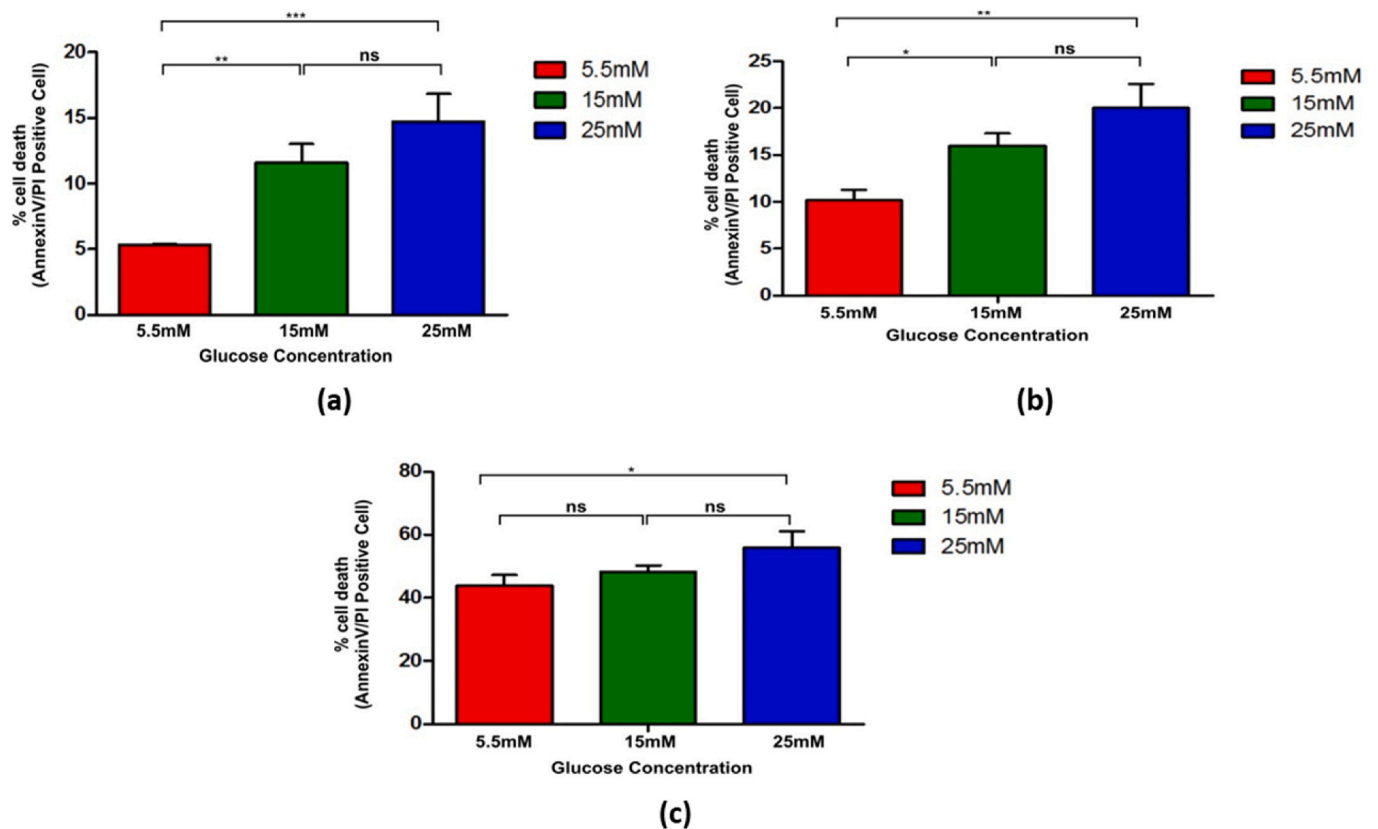 ***
**
ns
20
15
10
5
0
% cell death
(AnnexinV/PI Positive Cell)
5.5mM
15mM
25mM
Glucose Concentration
5.5mM
15mM
25mM
(a)
**
*
ns
25
20
15
10
5
0
% cell death
(AnnexinV/PI Positive Cell)
5.5mM
15mM
25mM
Glucose Concentration
5.5mM
15mM
25mM
(b)
*
ns
ns
80
60
40
20
0
% cell death
(AnnexinV/PI Positive Cell)
5.5mM
15mM
25mM
Glucose Concentration
5.5mM
15mM
25mM
(c)